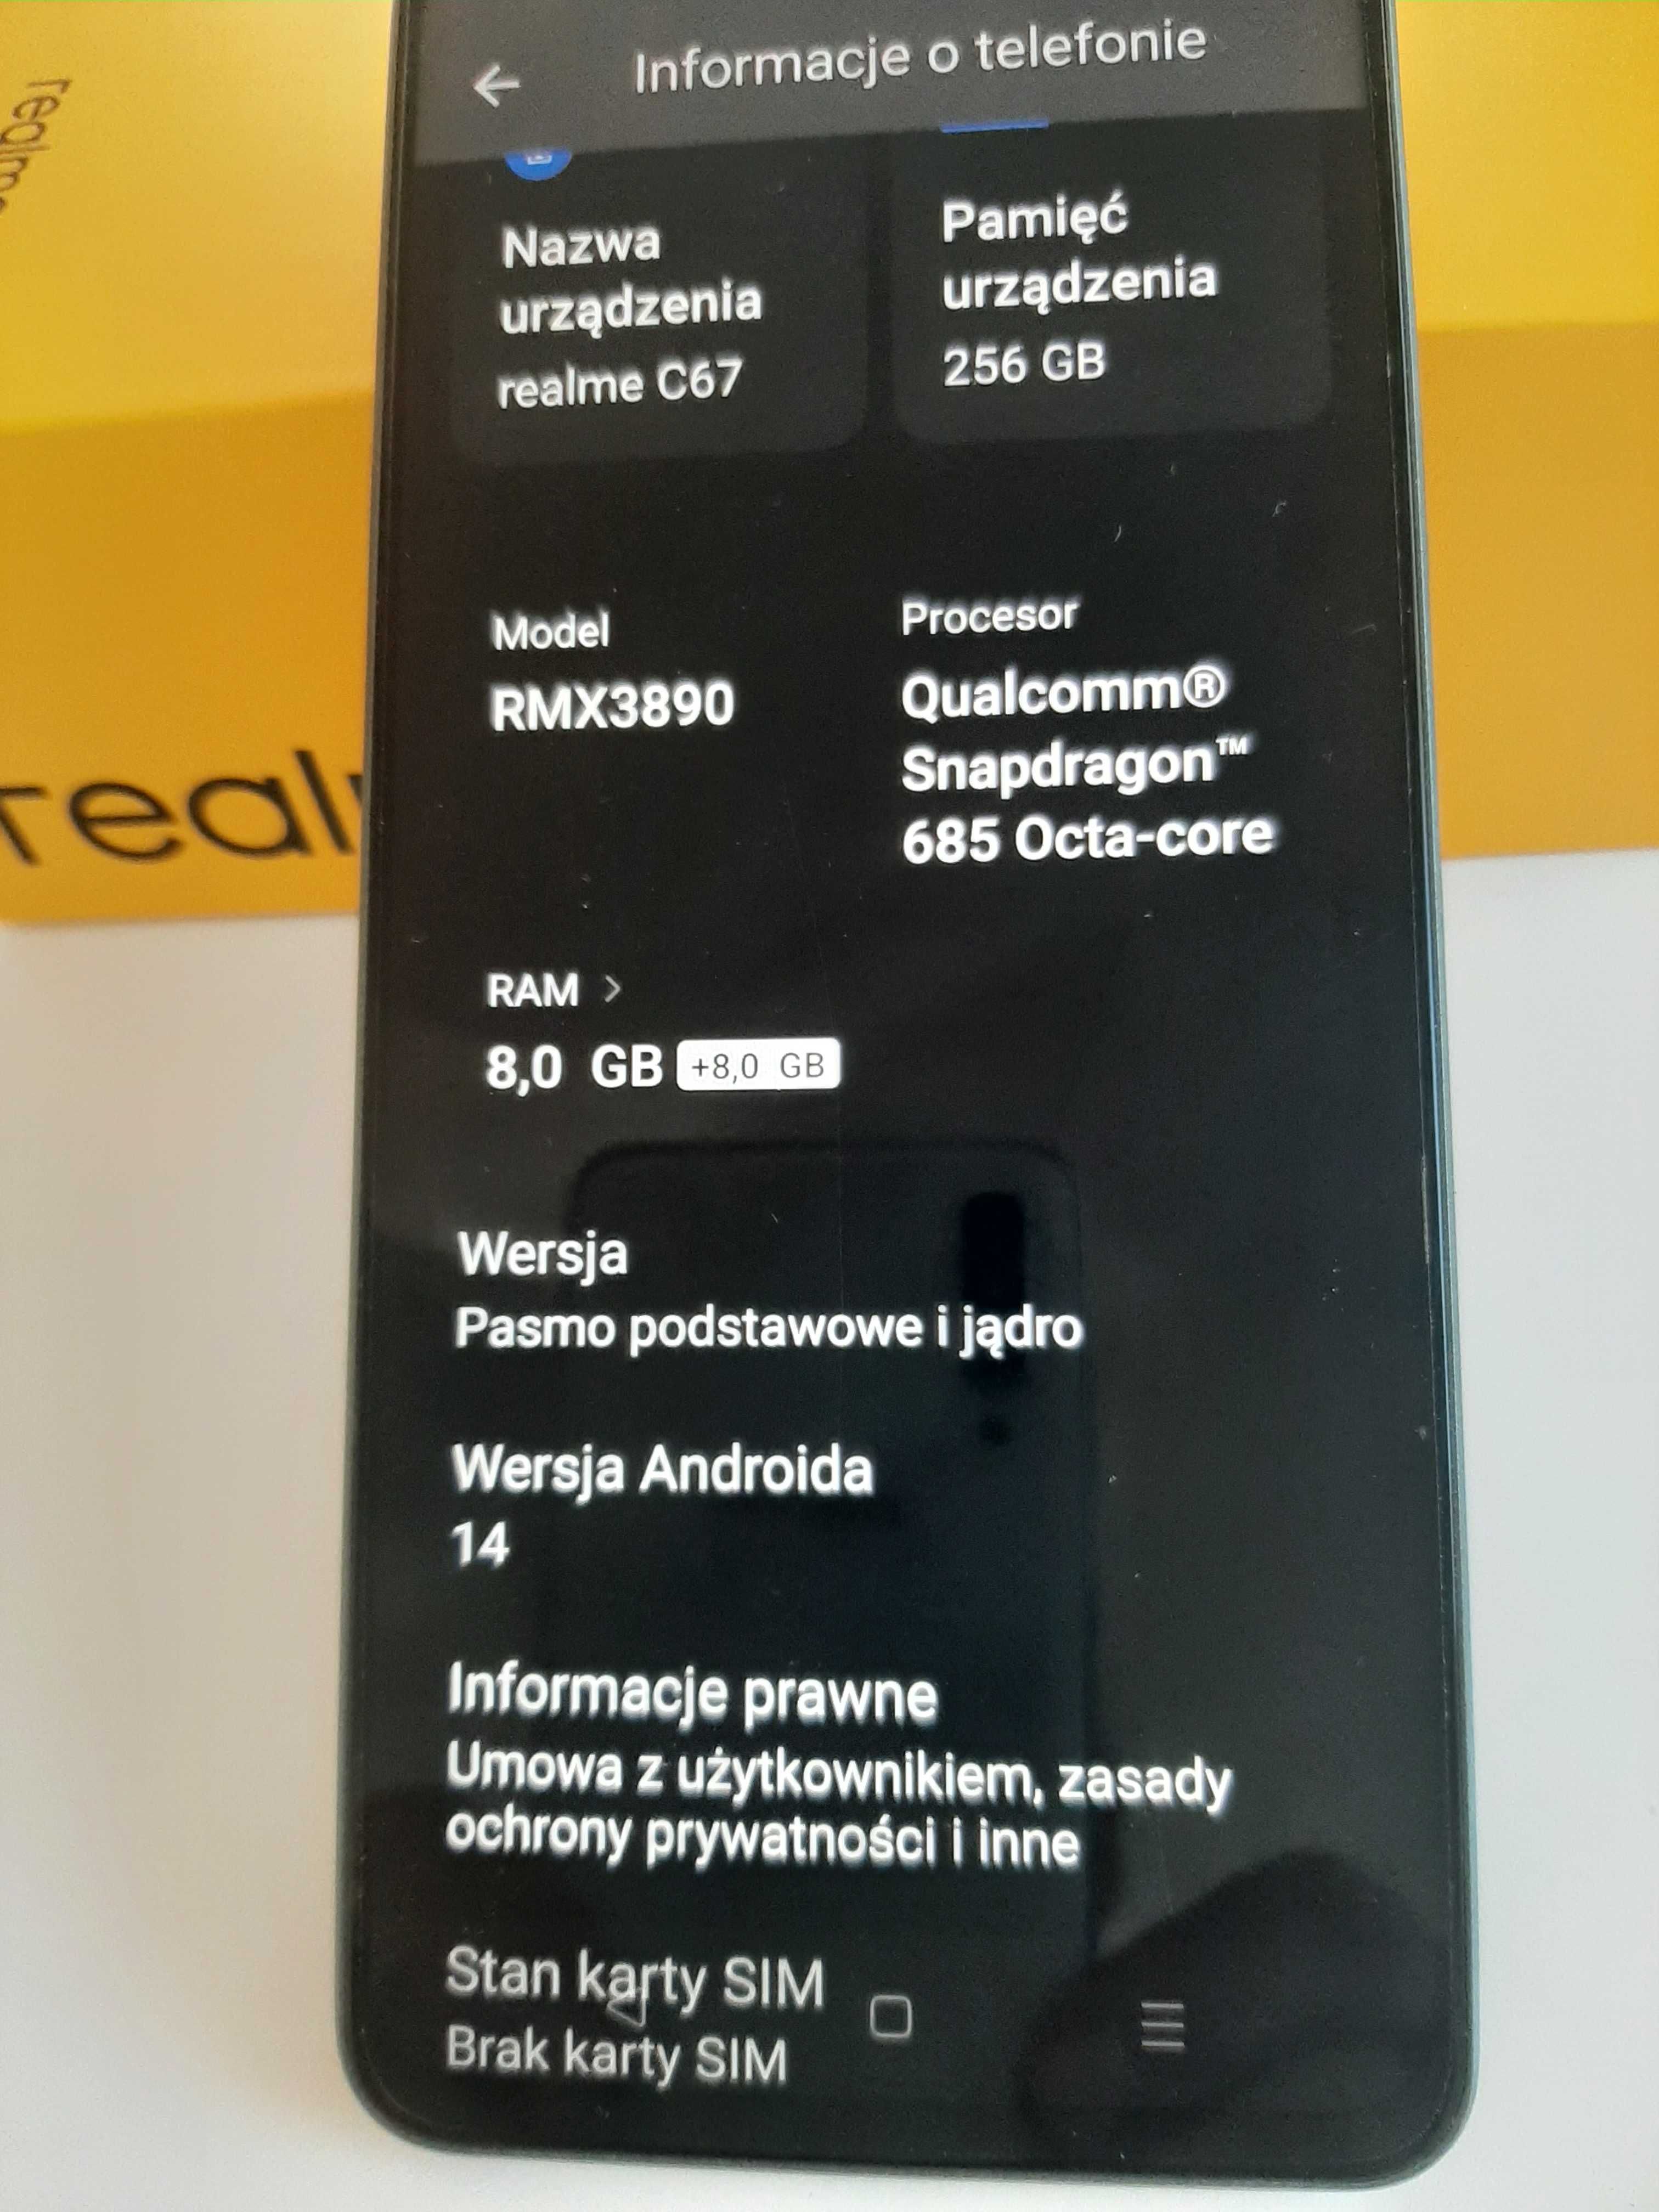 realme
Informacje o telefonie
Nazwa
urządzenia
realme C67
Pamięć
urządzenia
256 GB
Model
RMX3890
Procesor
Qualcomm®
Snapdragon™
685 Octa-core
real
RAM >
8,0 GB +8,0 GB
Wersja
Pasmo podstawowe i jądro
Wersja Androida
14
Informacje prawne
Umowa z użytkownikiem, zasady
ochrony prywatności i inne
Stan karty SIM
Brak karty SIM